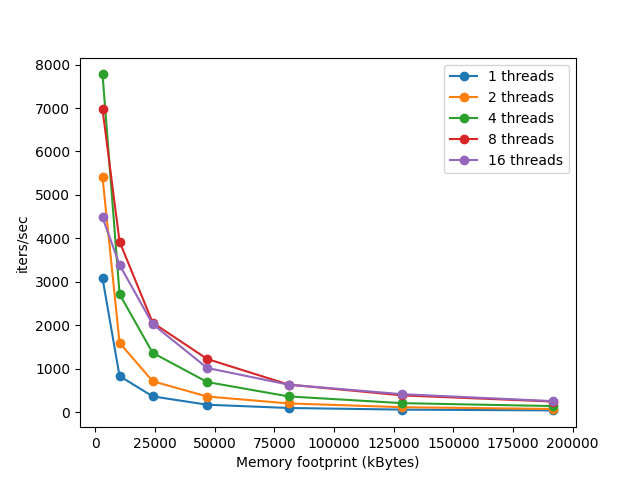 8000
7000
6000
5000
4000
3000
2000
1000
0
iters/sec
1 threads
2 threads
4 threads
8 threads
16 threads
0 25000 50000 75000 100000 125000 150000 175000 200000
Memory footprint (kBytes)